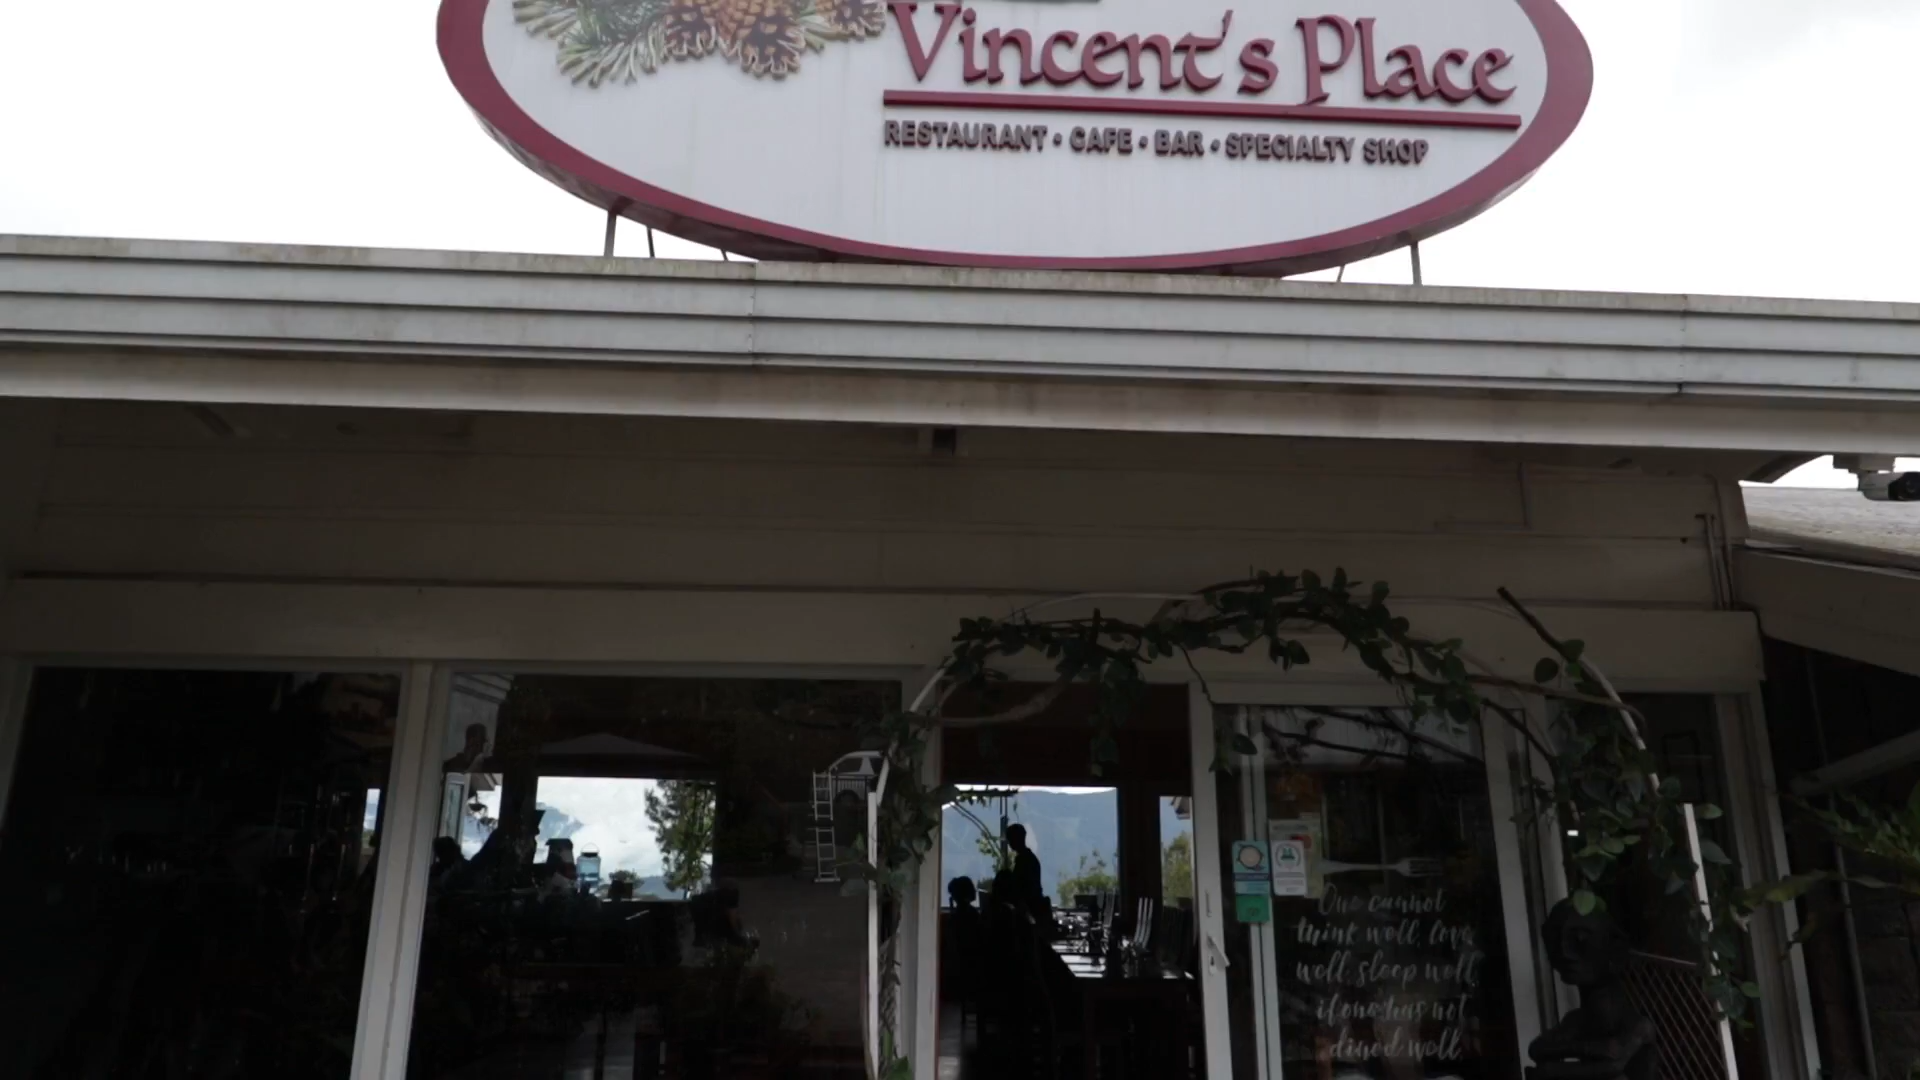 Vincent's Place
RESTAURANT • CAFE • BAR • SPECIALTY SHOP
One cannot
think well, love
well, sleep well,
if one has not
dined well